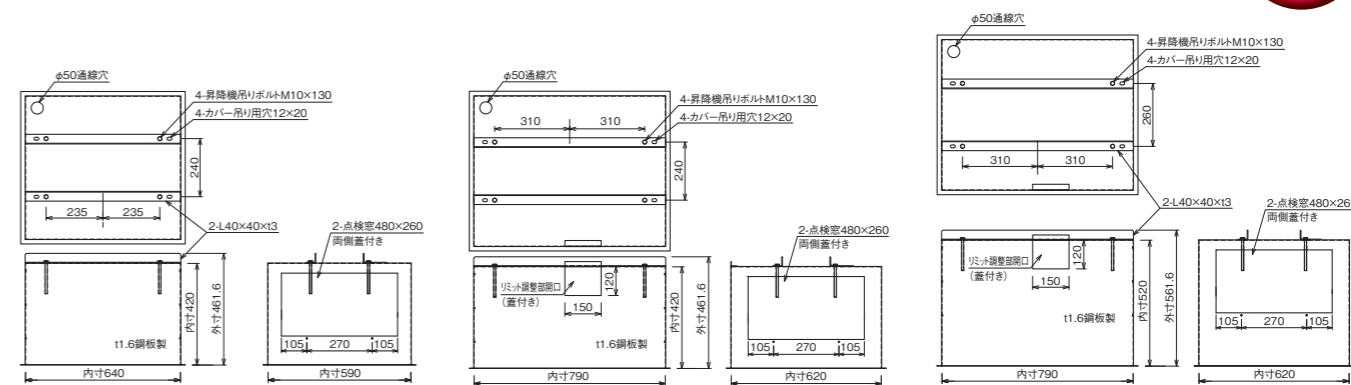 φ50通線穴
4-昇降機吊りボルトM10×130
4-カバー吊り用穴12×20
240
235
235
2-L40×40×t3
2-点検窓480×260
両側蓋付き
内寸420
外寸461.6
t1.6鋼板製
105
270
105
内寸640
内寸590
φ50通線穴
4-昇降機吊りボルトM10×130
4-カバー吊り用穴12×20
310
310
240
2-点検窓480×260
両側蓋付き
リミット調整部開口
(蓋付き)
120
150
内寸420
外寸461.6
t1.6鋼板製
105
270
105
内寸790
内寸620
φ50通線穴
4-昇降機吊りボルトM10×130
4-カバー吊り用穴12×20
260
310
310
2-L40×40×t3
2-点検窓480×26
両側蓋付き
リミット調整部開口
(蓋付き)
120
150
内寸520
外寸561.6
t1.6鋼板製
105
270
105
内寸790
内寸620